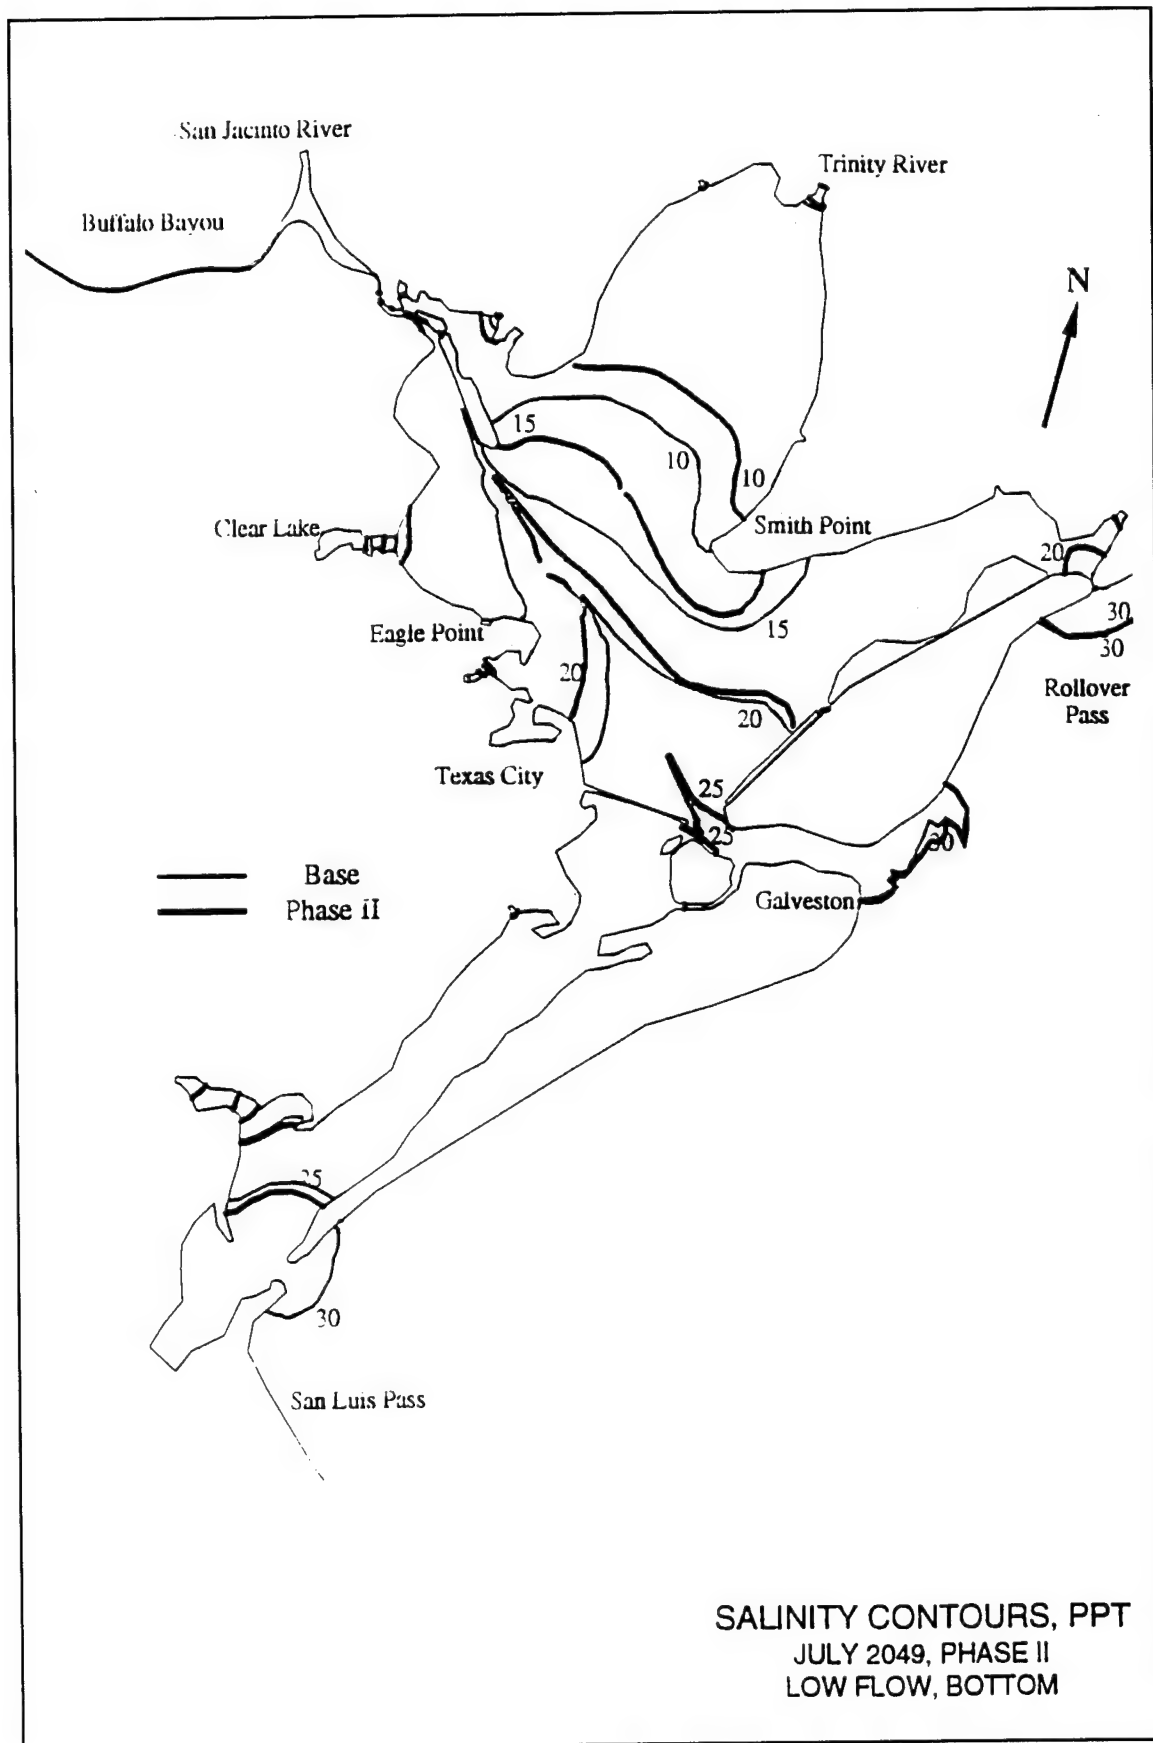 San Jacinto River
Trinity River
Buffalo Bayou
N
15
10
10
Clear Lake
Smith Point
20
Eagle Point
15
30
30
20
20
Rollover
Pass
Texas City
25
25
30
Base
Phase II
Galveston
25
30
San Luis Pass
SALINITY CONTOURS, PPT
JULY 2049, PHASE II
LOW FLOW, BOTTOM